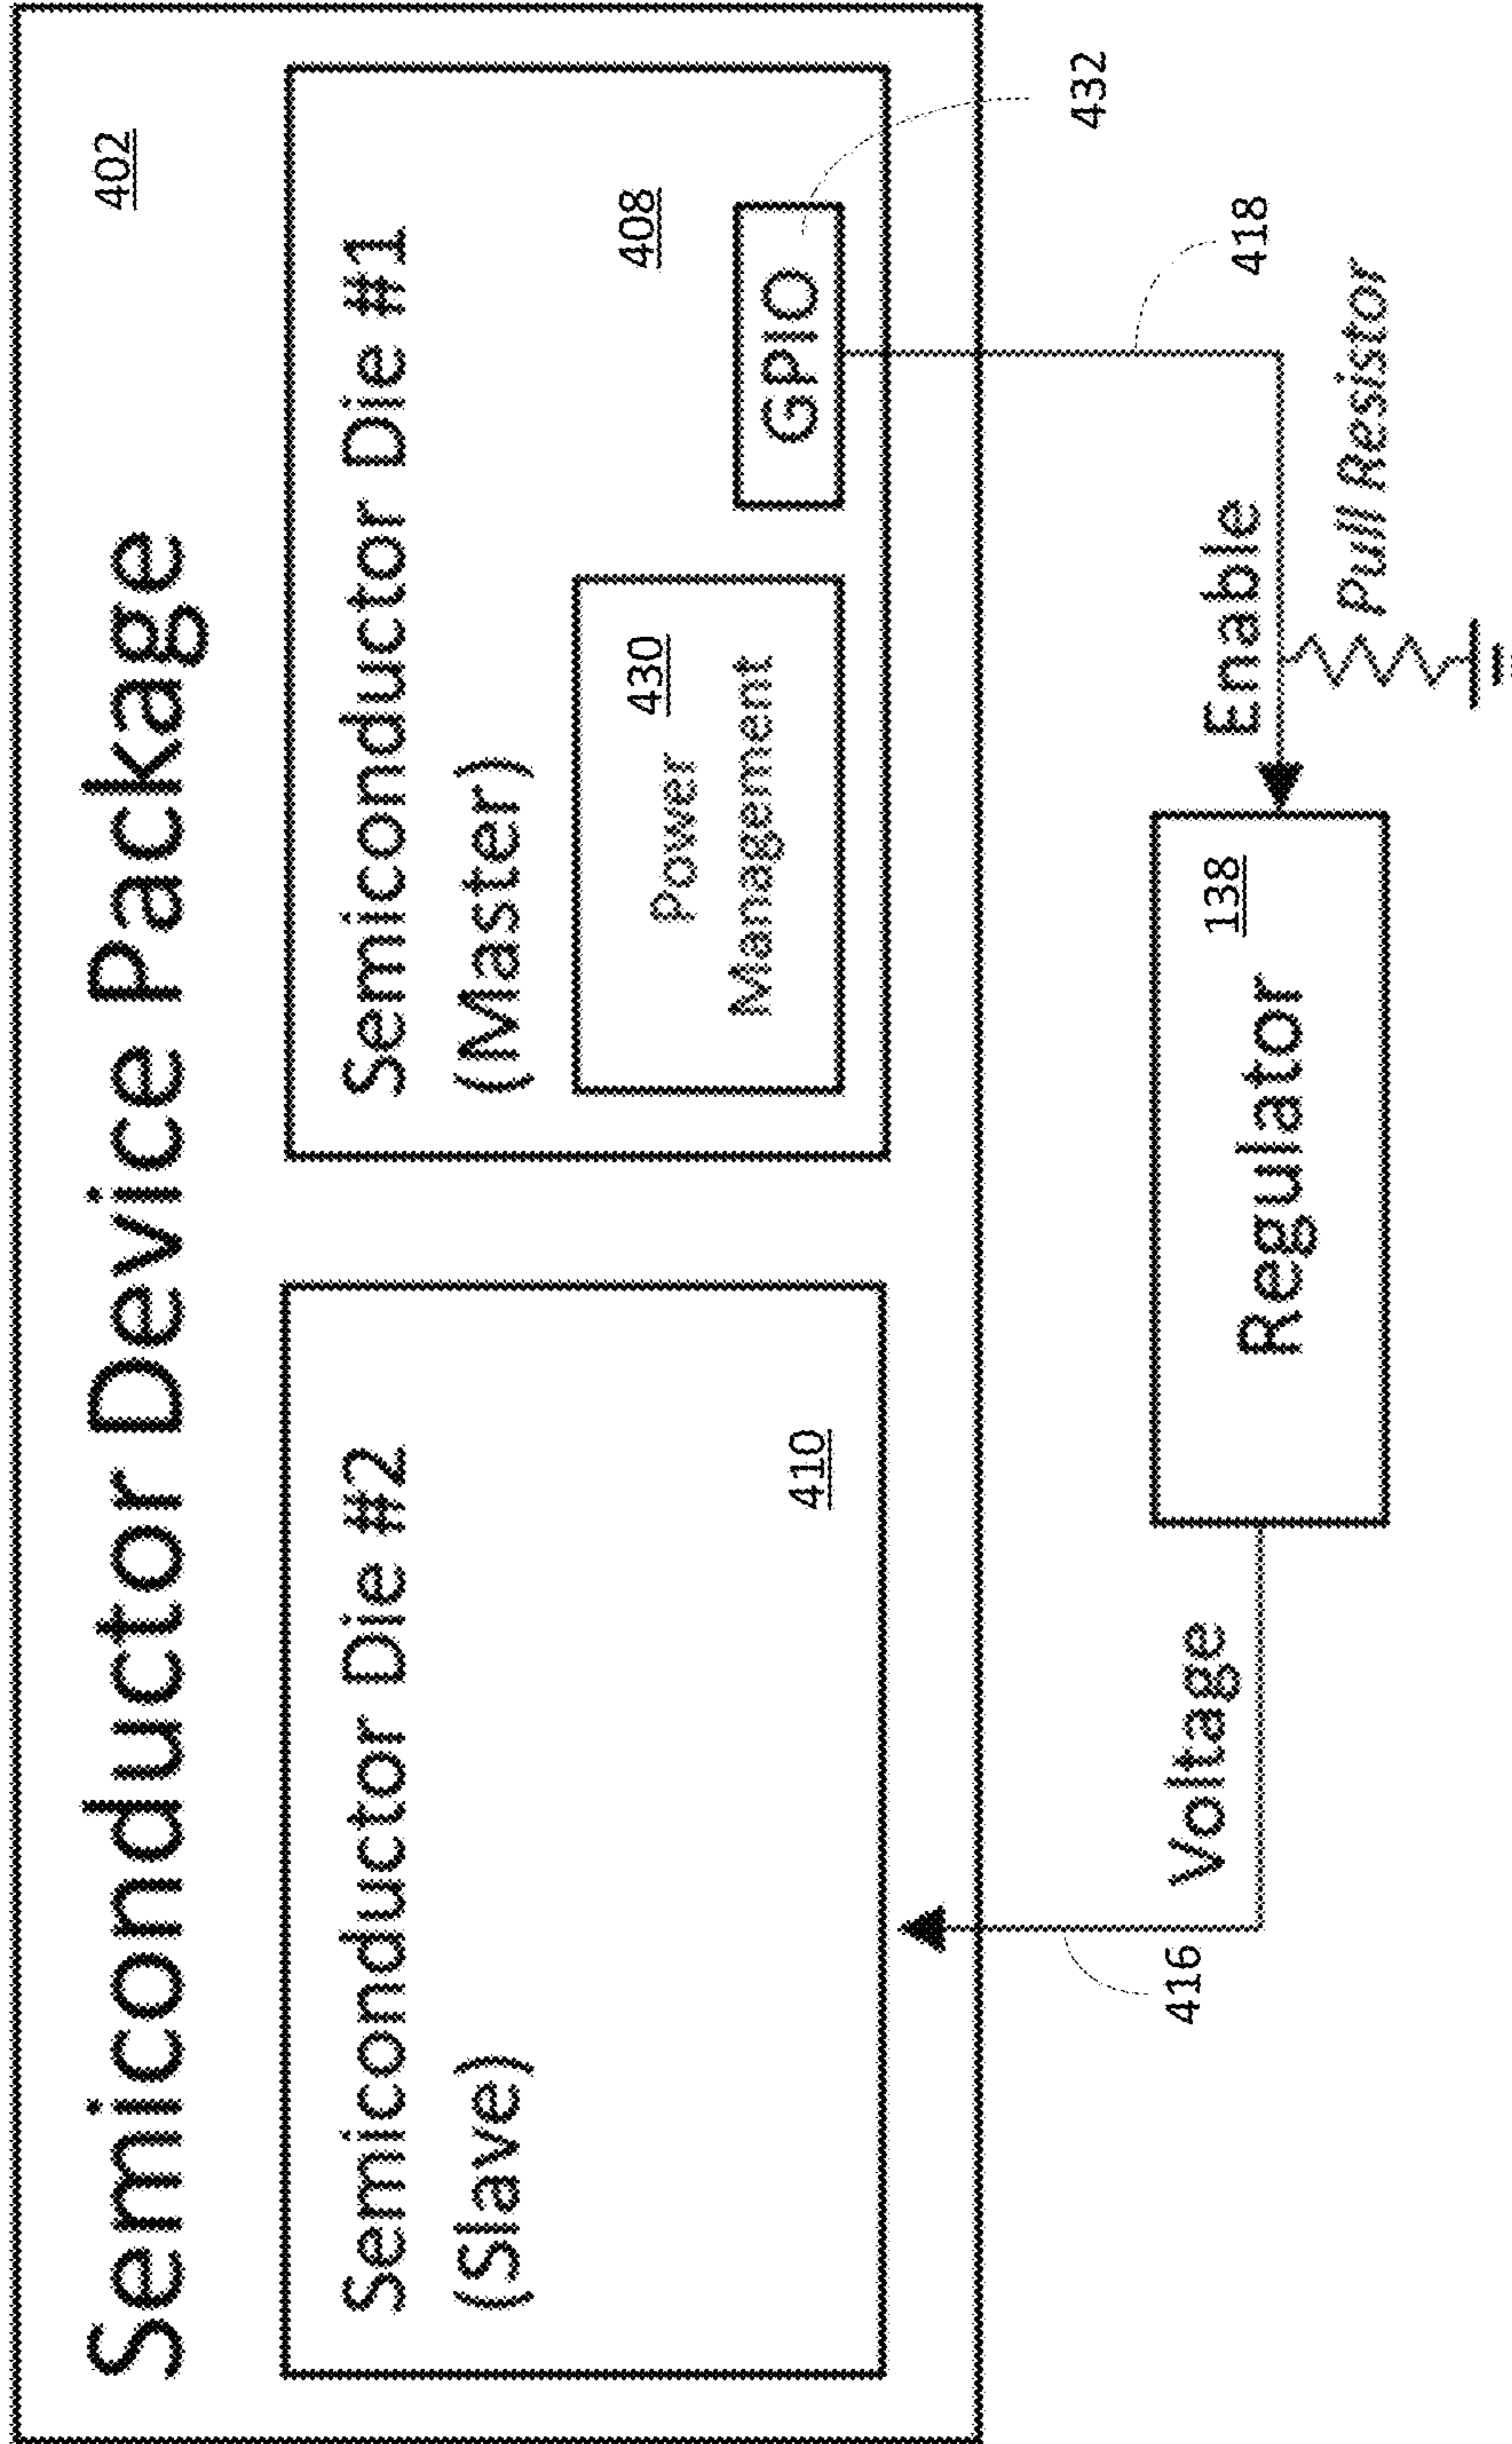 Semiconductor Device Package
402
Semiconductor Die #2
(Slave)
410
Semiconductor Die #1
(Master)
408
430
Power
Management
GPIO
432
416
Voltage
138
Regulator
Enable
418
Pull Resistor